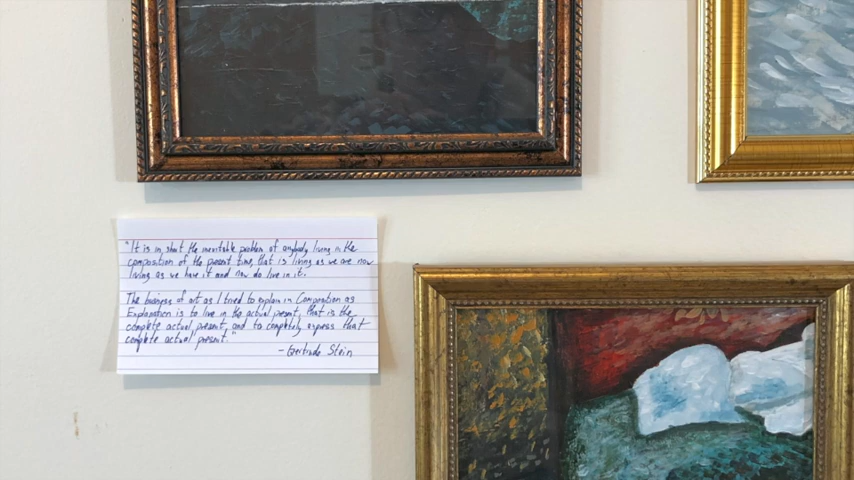 "It is in short the inevitable problem of anybody living in the
composition of the present time, that is living as we are now
living as we have it and now do live in it.
The business of art as I tried to explain in Composition as
Explanation is to live in the actual present, that is the
complete actual present, and to completely express that
complete actual present."
- Gertrude Stein